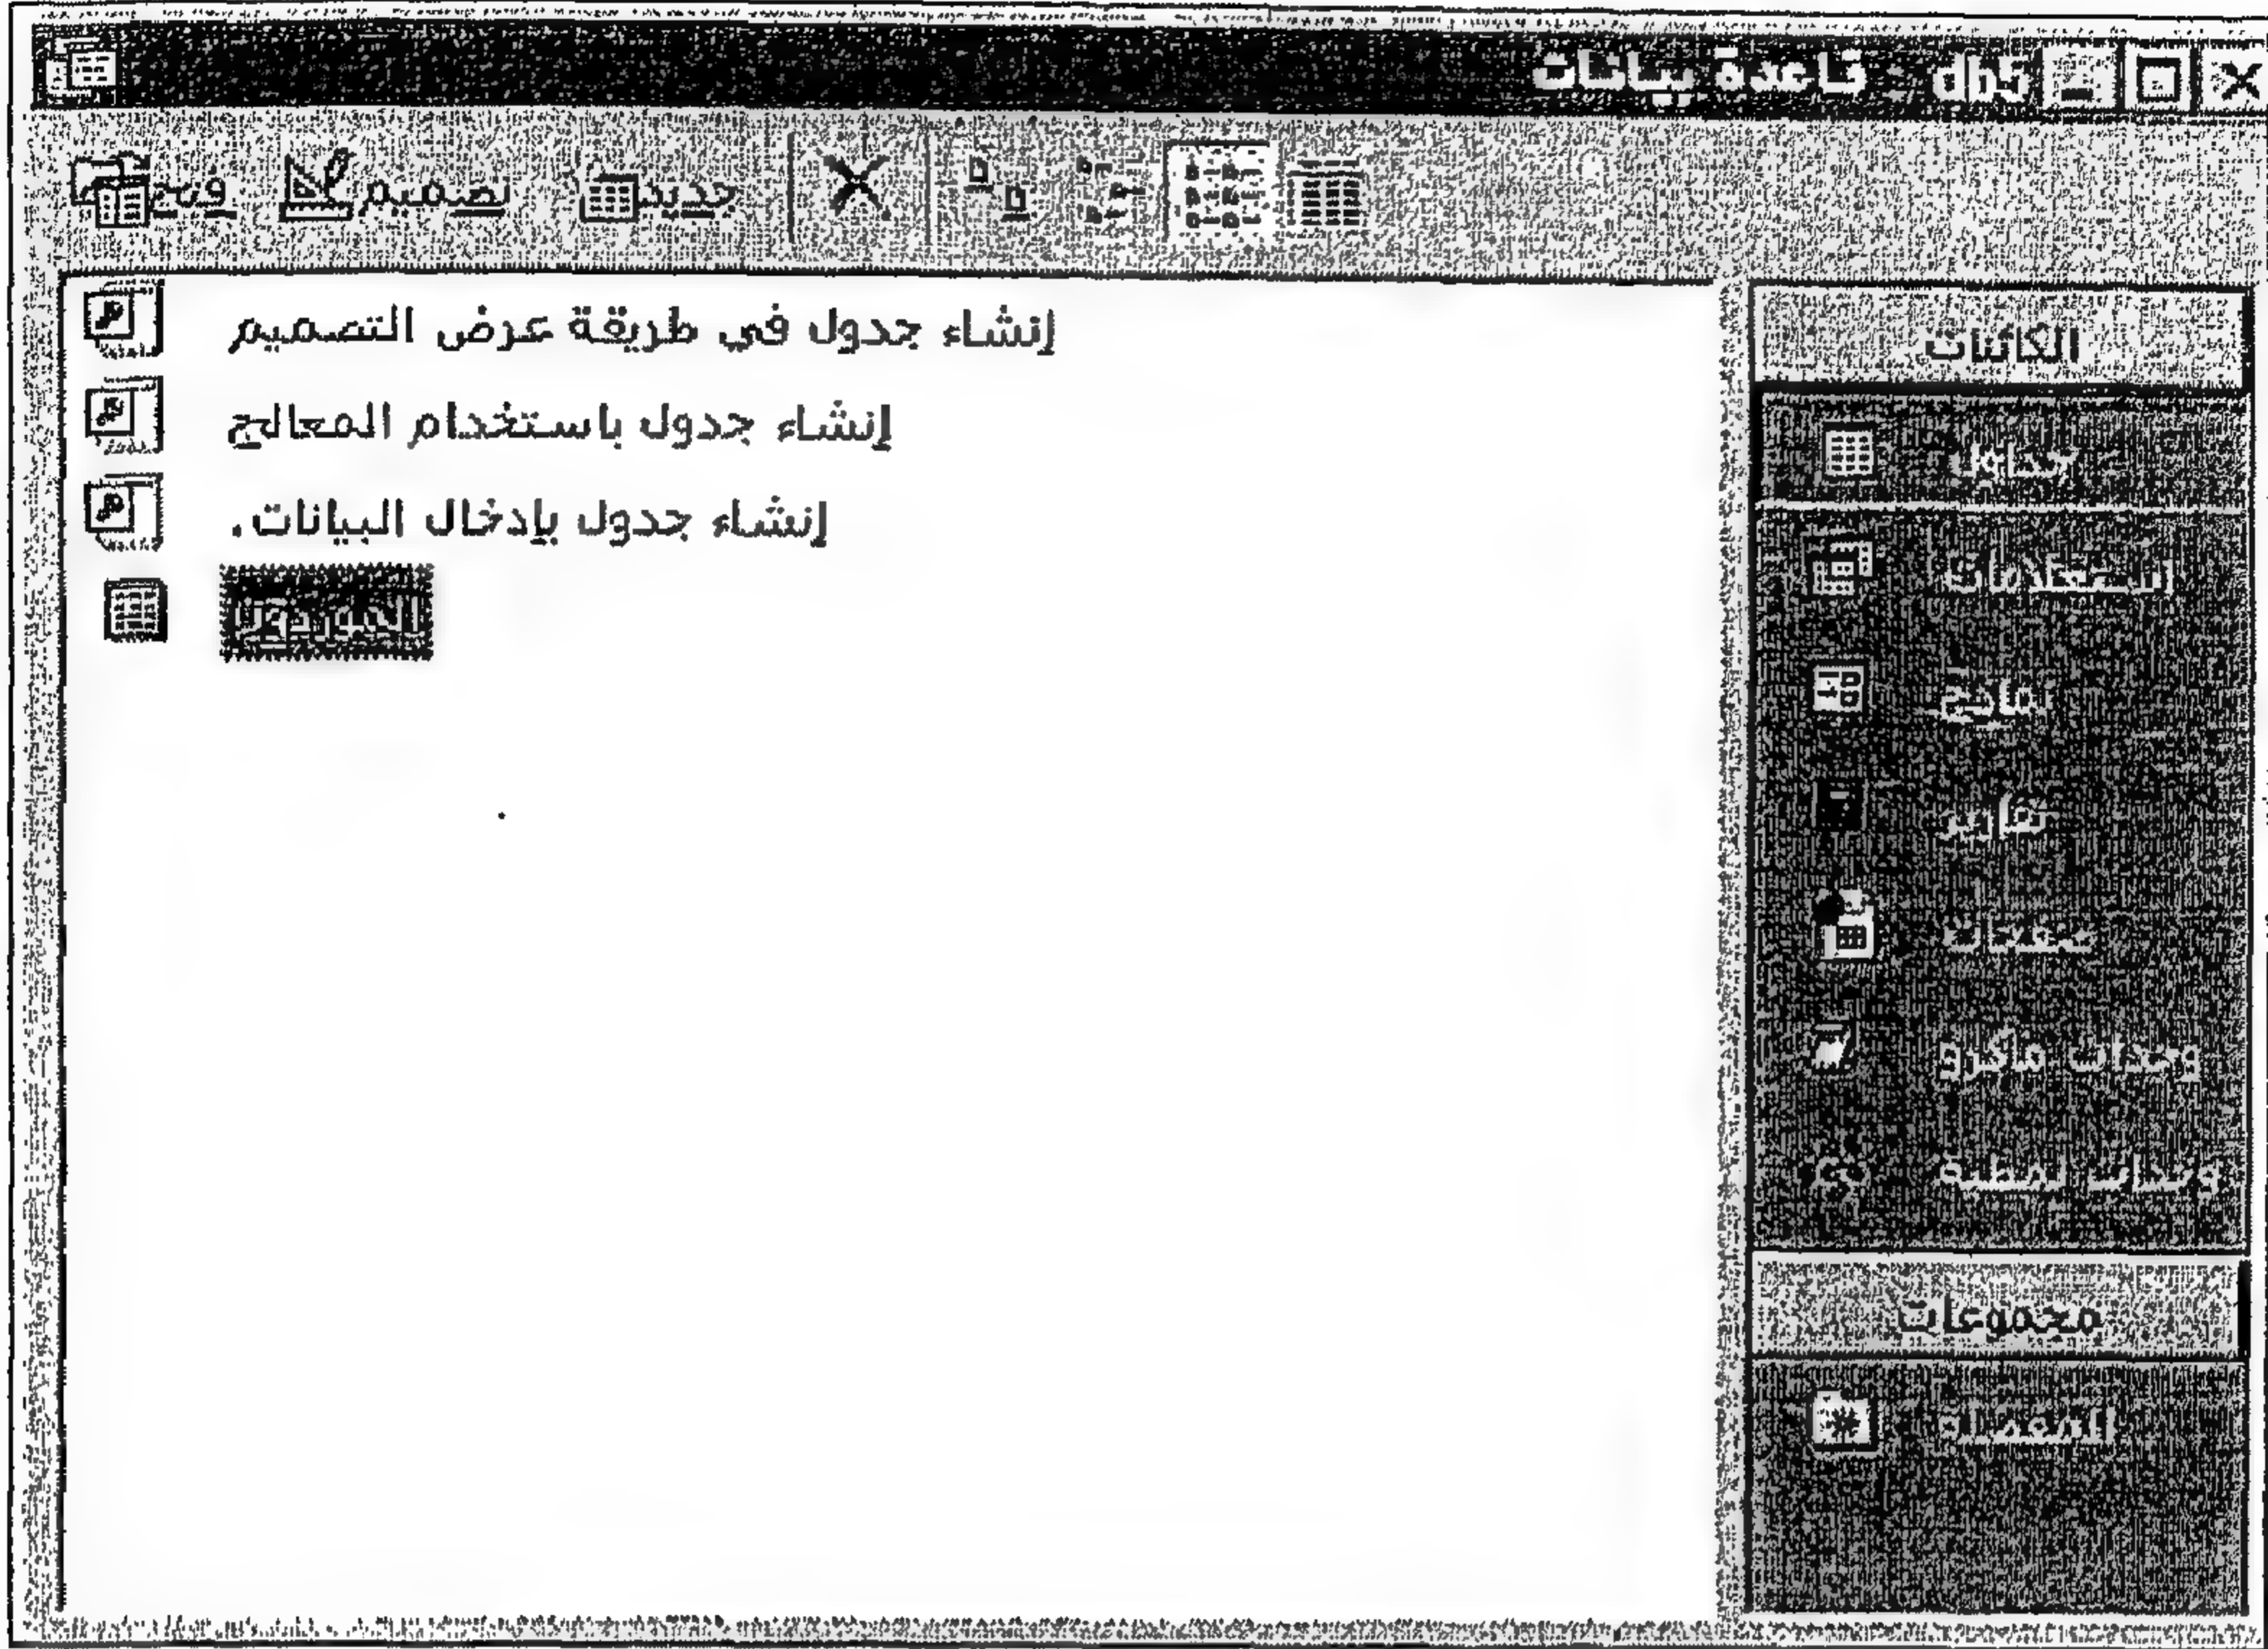 قاعدة بيانات
فتح تصميم جديد
إنشاء جدول في طريقة عرض التصميم
إنشاء جدول باستخدام المعالج
إنشاء جدول بإدخال البيانات.
الموردون
الكائنات
جداول
استعلامات
نماذج
تقارير
صفحات
وحدات ماكرو
وحدات نمطية
مجموعات
المفضلة